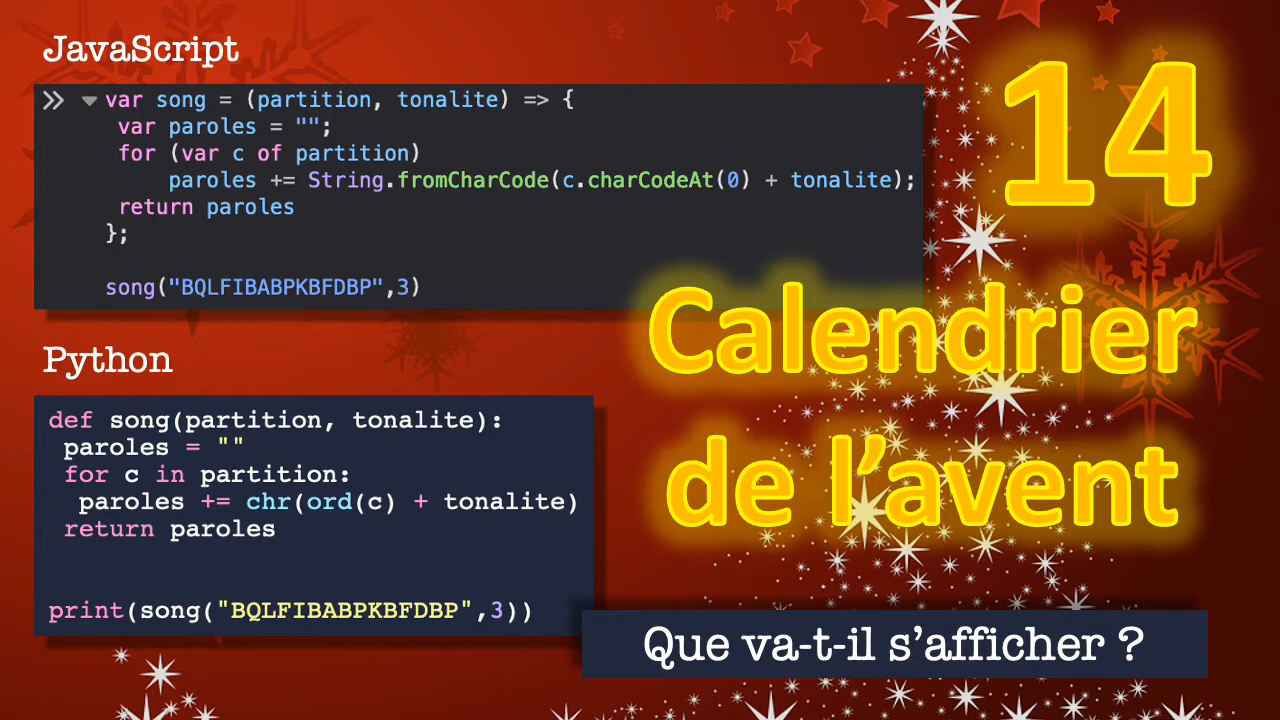 JavaScript
var song = (partition, tonalite) => {
var paroles = "";
for (var c of partition)
paroles += String.fromCharCode(c.charCodeAt(0) + tonalite);
return paroles
};
song("BQLFIBABPKBFDBP",3)
Python
def song(partition, tonalite):
paroles = ""
for c in partition:
paroles += chr(ord(c) + tonalite)
return paroles
print(song("BQLFIBABPKBFDBP",3))
14
Calendrier
de l’avent
Que va-t-il s’afficher ?